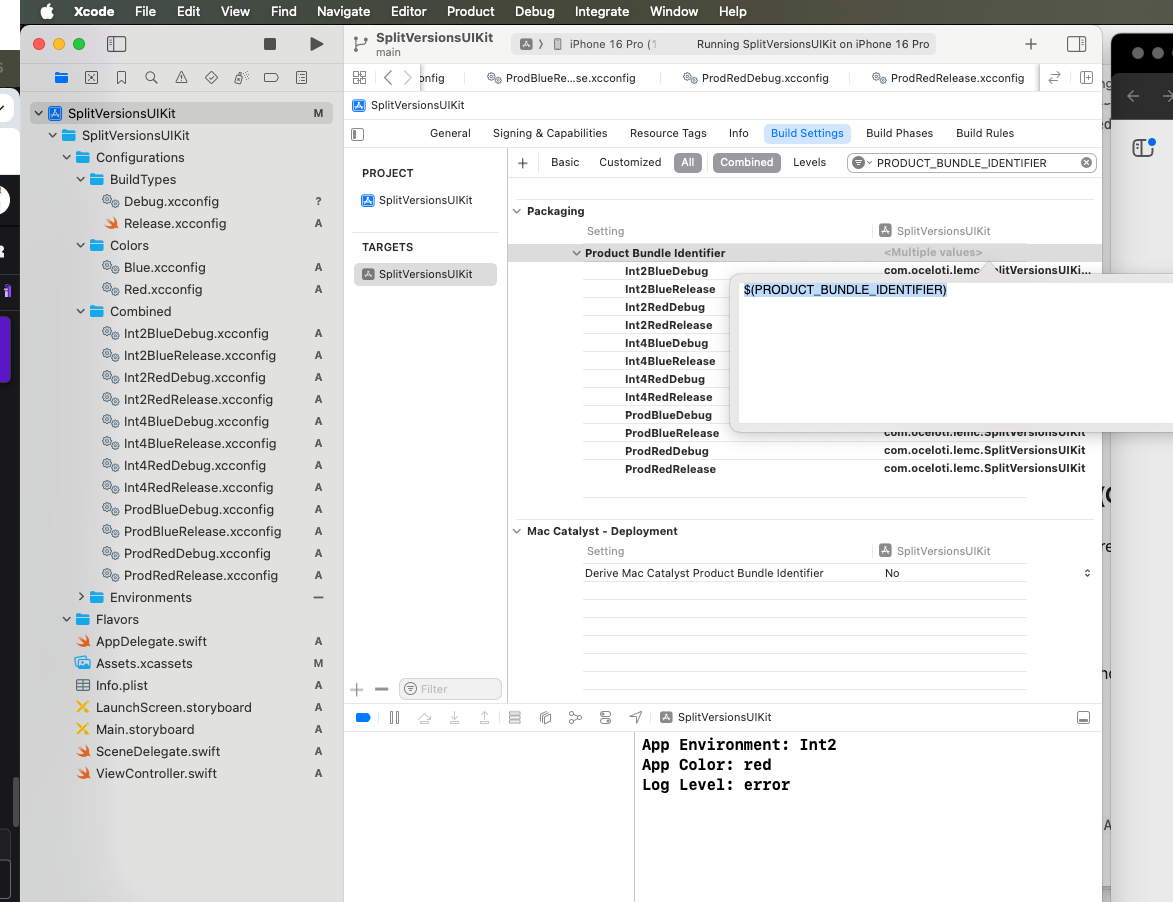 Xcode File Edit View Find Navigate Editor Product Debug Integrate Window Help
SplitVersionsUIKit
main
iPhone 16 Pro (1
Running SplitVersionsUIKit on iPhone 16 Pro
onfig
ProdBlueRe...se.xcconfig
ProdRedDebug.xcconfig
ProdRedRelease.xcconfig
SplitVersionsUIKit
General Signing & Capabilities Resource Tags Info Build Settings Build Phases Build Rules
Basic Customized All Combined Levels PRODUCT_BUNDLE_IDENTIFIER
SplitVersionsUIKit M
SplitVersionsUIKit
Configurations
BuildTypes
Debug.xcconfig ?
Release.xcconfig A
Colors
Blue.xcconfig A
Red.xcconfig A
Combined
Int2BlueDebug.xcconfig A
Int2BlueRelease.xcconfig A
Int2RedDebug.xcconfig A
Int2RedRelease.xcconfig A
Int4BlueDebug.xcconfig A
Int4BlueRelease.xcconfig A
Int4RedDebug.xcconfig A
Int4RedRelease.xcconfig A
ProdBlueDebug.xcconfig A
ProdBlueRelease.xcconfig A
ProdRedDebug.xcconfig A
ProdRedRelease.xcconfig A
Environments
Flavors
AppDelegate.swift A
Assets.xcassets M
Info.plist A
LaunchScreen.storyboard A
Main.storyboard A
SceneDelegate.swift A
ViewController.swift A
PROJECT
SplitVersionsUIKit
TARGETS
SplitVersionsUIKit
Filter
Packaging
Setting SplitVersionsUIKit
Product Bundle Identifier <Multiple values>
Int2BlueDebug
Int2BlueRelease
Int2RedDebug
Int2RedRelease
Int4BlueDebug
Int4BlueRelease
Int4RedDebug
Int4RedRelease
ProdBlueDebug
ProdBlueRelease com.oceloti.lemc.SplitVersionsUIKit
ProdRedDebug com.oceloti.lemc.SplitVersionsUIKit
ProdRedRelease com.oceloti.lemc.SplitVersionsUIKit
$(PRODUCT_BUNDLE_IDENTIFIER)
Mac Catalyst - Deployment
Setting SplitVersionsUIKit
Derive Mac Catalyst Product Bundle Identifier No
SplitVersionsUIKit
App Environment: Int2
App Color: red
Log Level: error